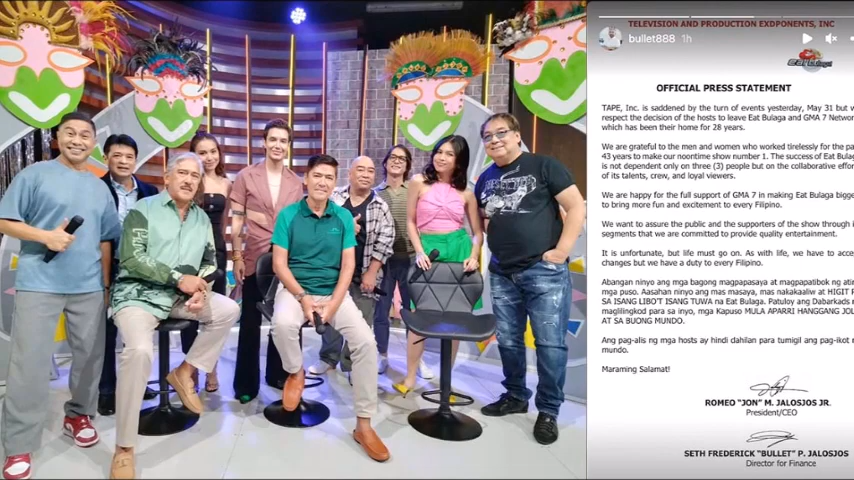 TELEVISION AND PRODUCTION EXDPONENTS, INC
bullet888 1h
Eat Bulaga!
OFFICIAL PRESS STATEMENT
TAPE, Inc. is saddened by the turn of events yesterday, May 31 but w
respect the decision of the hosts to leave Eat Bulaga and GMA 7 Network
which has been their home for 28 years.
We are grateful to the men and women who worked tirelessly for the pa
43 years to make our noontime show number 1. The success of Eat Bulag
is not dependent only on three (3) people but on the collaborative effor
of its talents, crew, and loyal viewers.
We are happy for the full support of GMA 7 in making Eat Bulaga bigge
to bring more fun and excitement to every Filipino.
We want to assure the public and the supporters of the show through i
segments that we are committed to provide quality entertainment.
It is unfortunate, but life must go on. As with life, we have to acce
changes but we have a duty to every Filipino.
Abangan ninyo ang mga bagong magpapasaya at magpapatibok ng atin
mga puso. Aasahan ninyo ang mas masaya, mas nakakaaliw at HIGIT P
SA ISANG LIBO'T ISANG TUWA na Eat Bulaga. Patuloy ang Dabarkads n
maglilingkod para sa inyo, mga Kapuso MULA APARRI HANGGANG JOL
AT SA BUONG MUNDO.
Ang pag-alis ng mga hosts ay hindi dahilan para tumigil ang pag-ikot n
mundo.
Maraming Salamat!
ROMEO "JON" M. JALOSJOS JR.
President/CEO
SETH FREDERICK "BULLET" P. JALOSJOS
Director for Finance